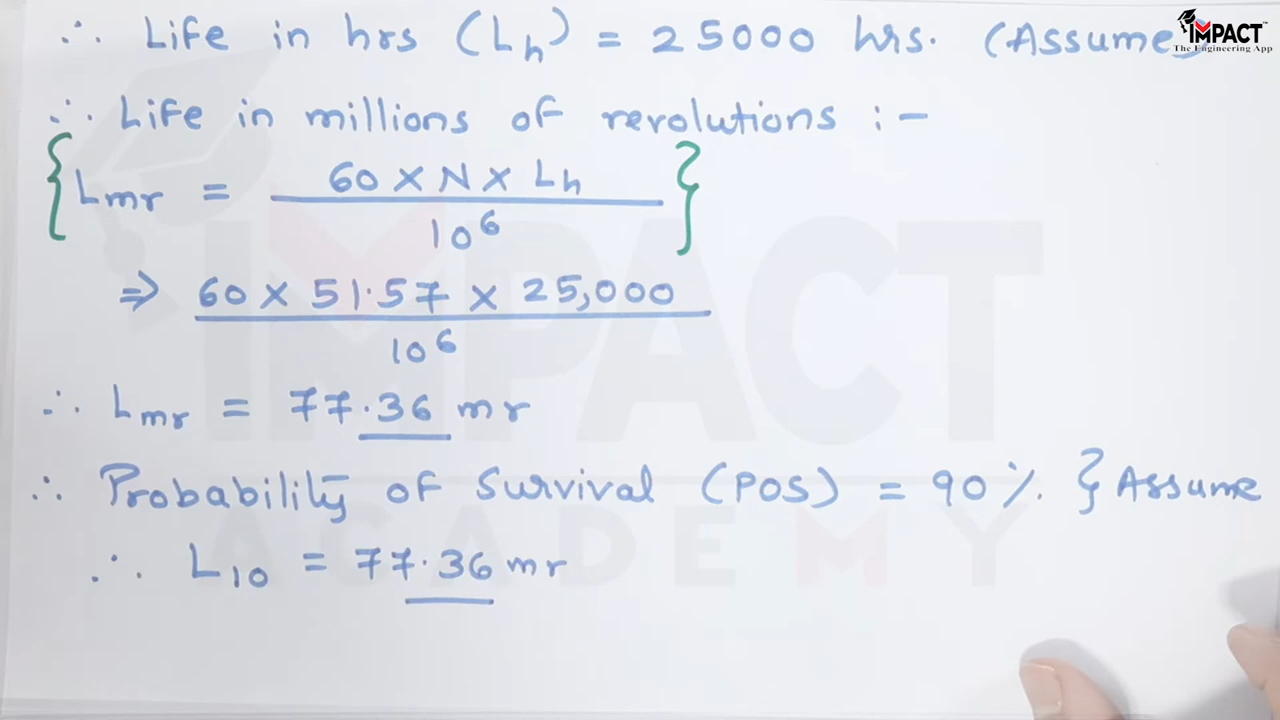 ∴ Life in hrs (Lh) = 25000 hrs. (Assume)
IMPACT
The Engineering App
∴ Life in millions of revolutions :-
{ Lmr = 60 × N × Lh / 10^6 }
⇒ 60 × 51.57 × 25,000 / 10^6
∴ Lmr = 77.36 mr
∴ Probability of Survival (POS) = 90 %. } Assume
∴ L10 = 77.36 mr
IMPACT
ACADEMY